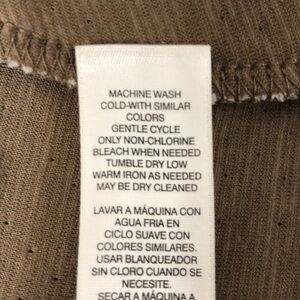 MACHINE WASH
COLD-WITH SIMILAR
COLORS
GENTLE CYCLE
ONLY NON-CHLORINE
BLEACH WHEN NEEDED
TUMBLE DRY LOW
WARM IRON AS NEEDED
MAY BE DRY CLEANED
LAVAR A MÁQUINA CON
AGUA FRIA EN
CICLO SUAVE CON
COLORES SIMILARES.
USAR BLANQUEADOR
SIN CLORO CUANDO SE
NECESITE.
SECAR A MÁQUINA A